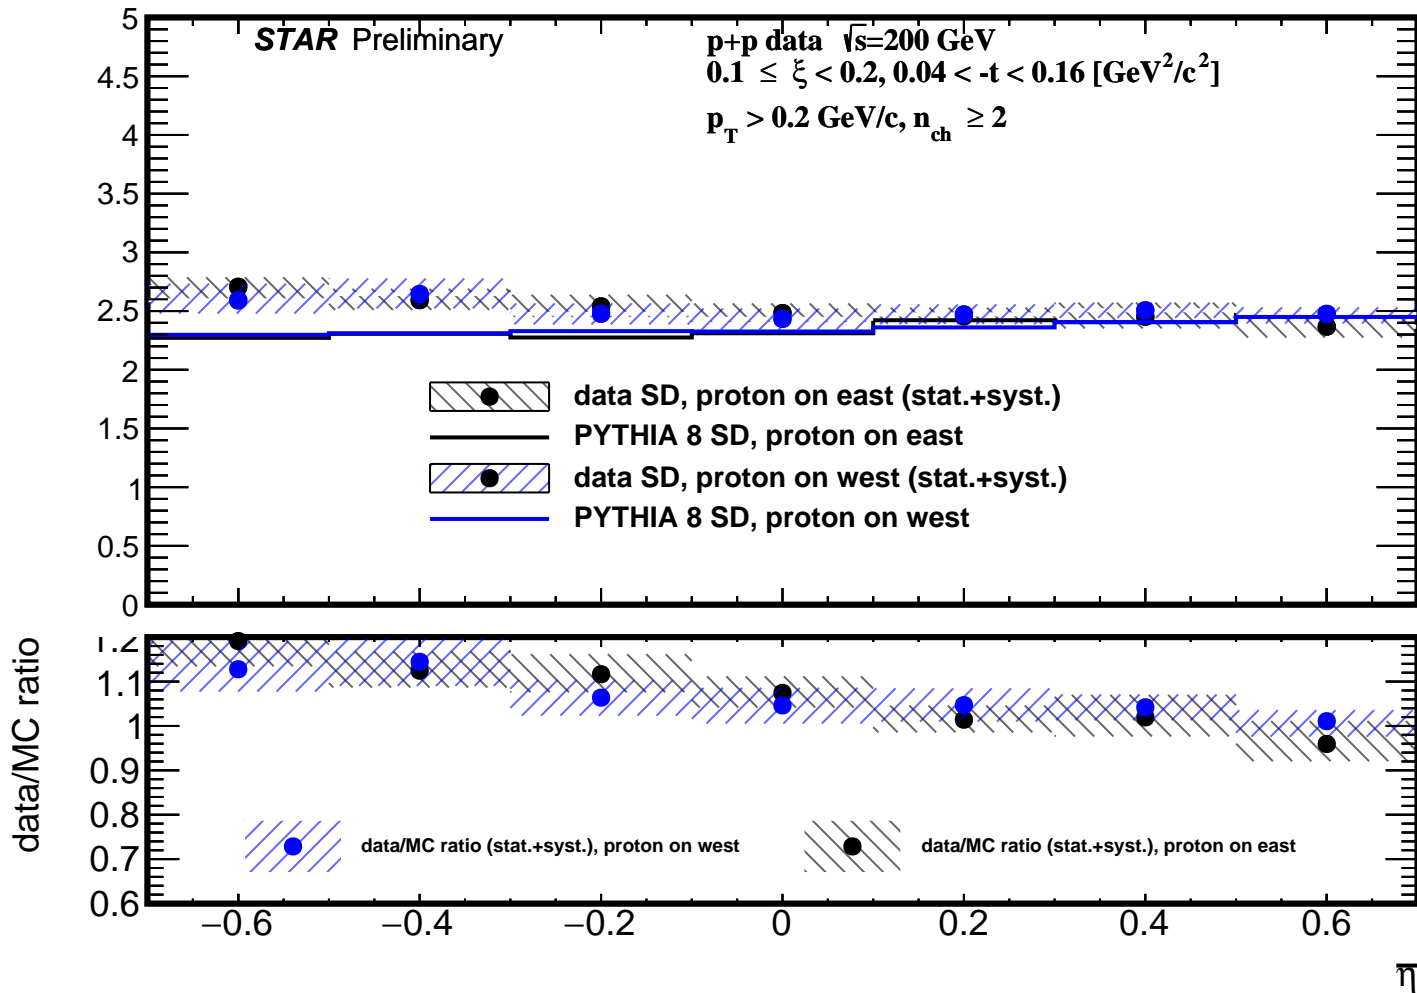 STAR Preliminary
p+p data √s=200 GeV
0.1 ≤ ξ < 0.2, 0.04 < -t < 0.16 [GeV²/c²]
p_T > 0.2 GeV/c, n_ch ≥ 2
5
4.5
4
3.5
3
2.5
2
1.5
1
0.5
0
data SD, proton on east (stat.+syst.)
PYTHIA 8 SD, proton on east
data SD, proton on west (stat.+syst.)
PYTHIA 8 SD, proton on west
data/MC ratio
1.2
1.1
1
0.9
0.8
0.7
0.6
data/MC ratio (stat.+syst.), proton on west
data/MC ratio (stat.+syst.), proton on east
−0.6 −0.4 −0.2 0 0.2 0.4 0.6
η̅